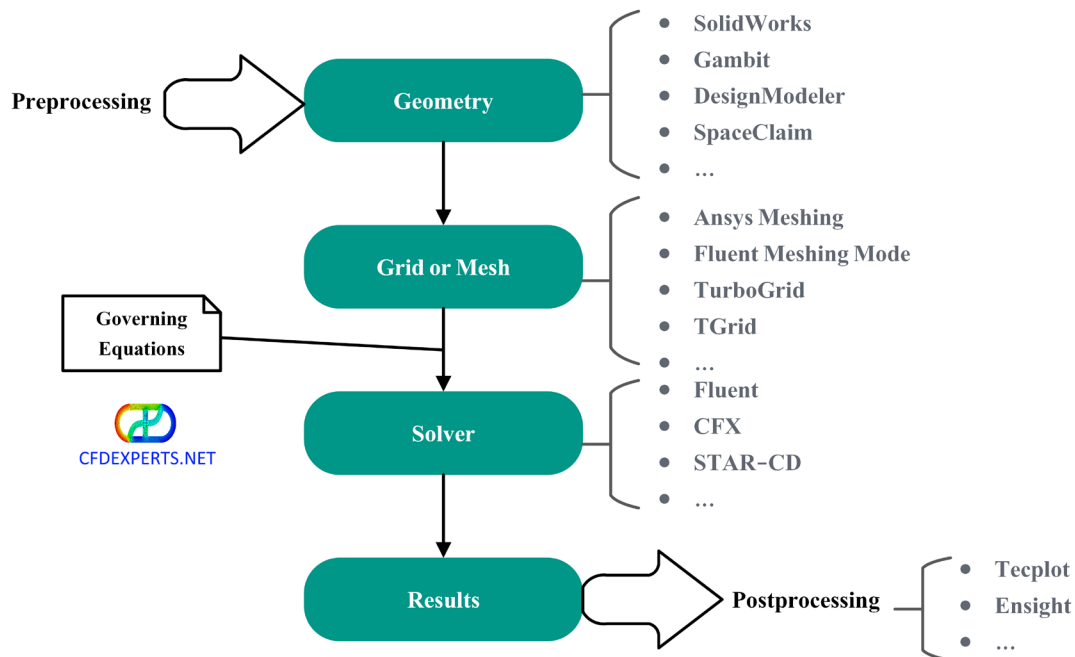 Preprocessing
Geometry
• SolidWorks
• Gambit
• DesignModeler
• SpaceClaim
• ...
Grid or Mesh
• Ansys Meshing
• Fluent Meshing Mode
• TurboGrid
• TGrid
• ...
Governing
Equations
CFDEXPERTS.NET
Solver
• Fluent
• CFX
• STAR-CD
• ...
Results
Postprocessing
• Tecplot
• Ensight
• ...